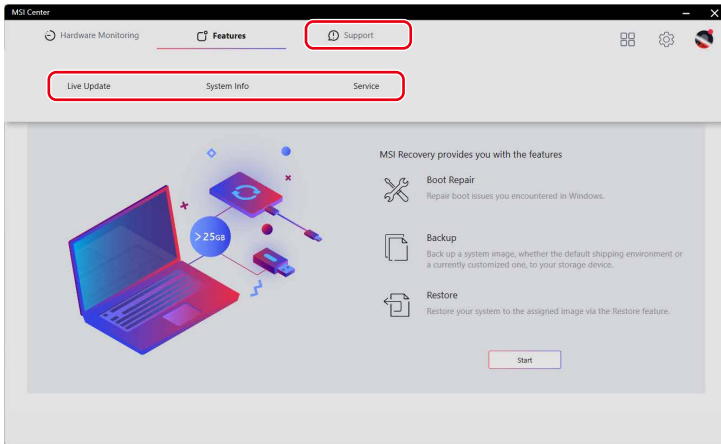 MSI Center
Hardware Monitoring
Features
Support
Live Update
System Info
Service
MSI Recovery provides you with the features
Boot Repair
Repair boot issues you encountered in Windows.
Backup
Back up a system image, whether the default shipping environment or
a currently customized one, to your storage device.
Restore
Restore your system to the assigned image via the Restore feature.
>25GB
Start